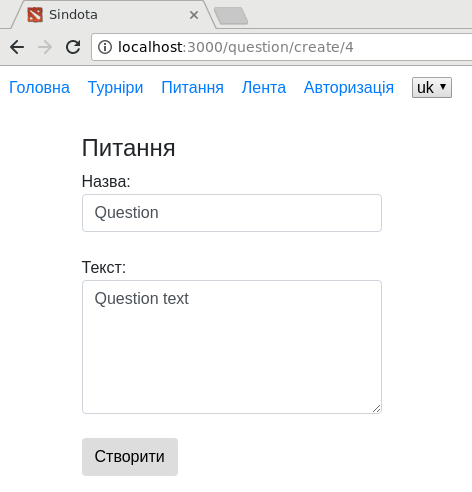 Sindota
localhost:3000/question/create/4
Головна Турніри Питання Лента Авторизація uk
Питання
Назва:
Question
Текст:
Question text
Створити